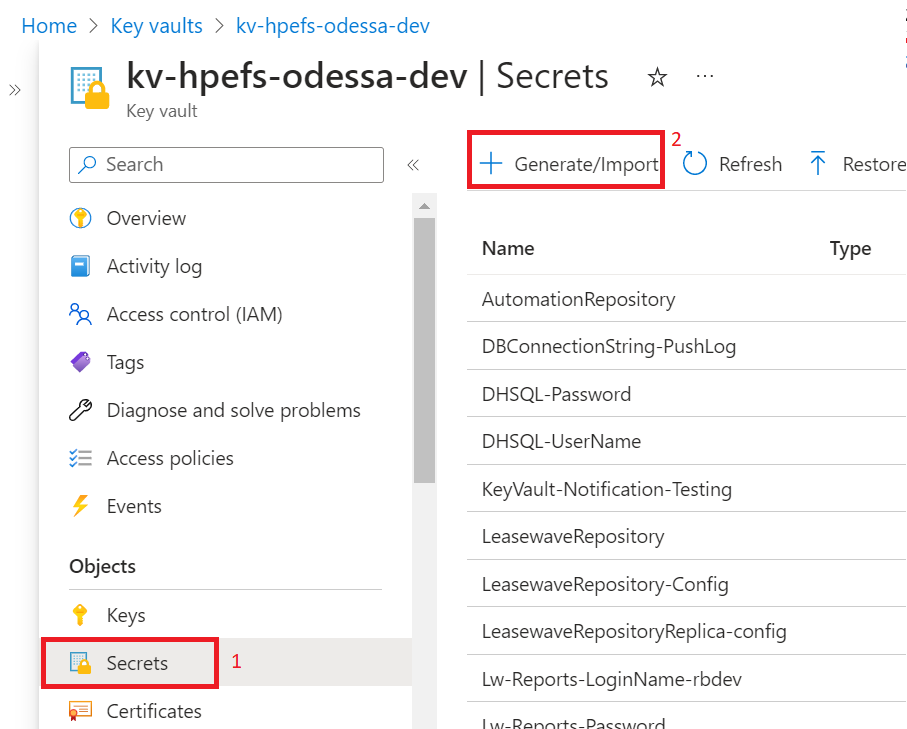 Home > Key vaults > kv-hpefs-odessa-dev
kv-hpefs-odessa-dev | Secrets
Key vault
Search
Overview
Activity log
Access control (IAM)
Tags
Diagnose and solve problems
Access policies
Events
Objects
Keys
Secrets 1
Certificates
Generate/Import 2 Refresh Restore
Name Type
AutomationRepository
DBConnectionString-PushLog
DHSQL-Password
DHSQL-UserName
KeyVault-Notification-Testing
LeasewaveRepository
LeasewaveRepository-Config
LeasewaveRepositoryReplica-config
Lw-Reports-LoginName-rbdev
Lw-Reports-Password